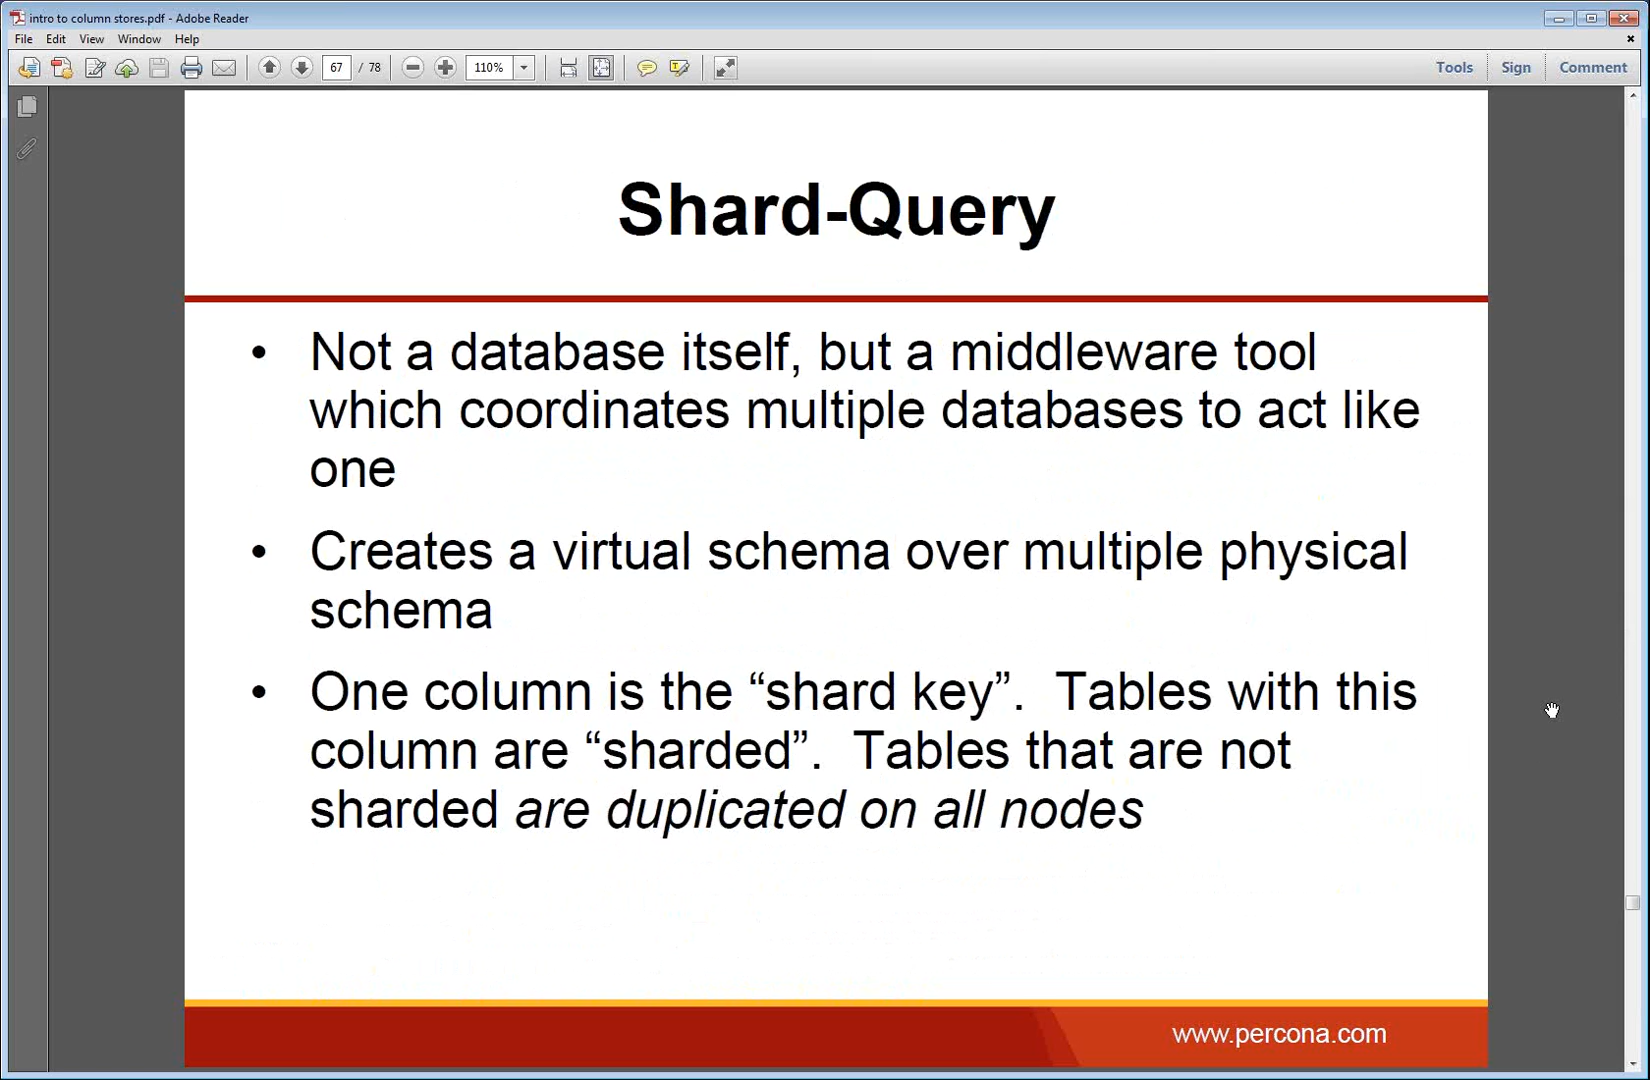 intro to column stores.pdf - Adobe Reader
File Edit View Window Help
67 / 78 110% Tools Sign Comment
Shard-Query
• Not a database itself, but a middleware tool
which coordinates multiple databases to act like
one
• Creates a virtual schema over multiple physical
schema
• One column is the “shard key”.  Tables with this
column are “sharded”.  Tables that are not
sharded are duplicated on all nodes
www.percona.com